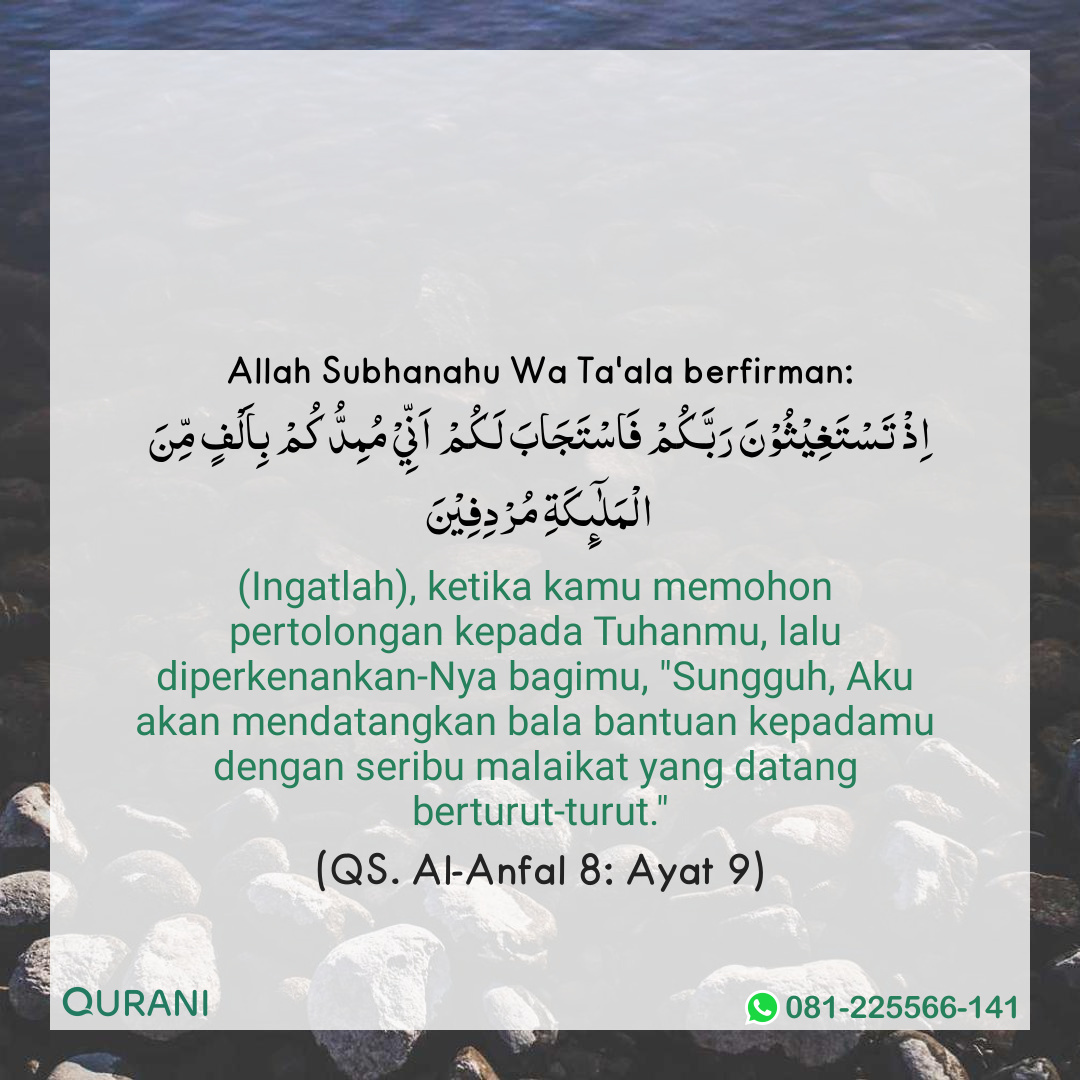 Allah Subhanahu Wa Ta'ala berfirman:
اِذْ تَسْتَغِيْثُوْنَ رَبَّكُمْ فَاسْتَجَابَ لَـكُمْ اَنِّيْ مُمِدُّكُمْ بِاَلْفٍ مِّنَ
الْمَلٰٓئِكَةِ مُرْدِفِيْنَ
(Ingatlah), ketika kamu memohon
pertolongan kepada Tuhanmu, lalu
diperkenankan-Nya bagimu, "Sungguh, Aku
akan mendatangkan bala bantuan kepadamu
dengan seribu malaikat yang datang
berturut-turut."
(QS. Al-Anfal 8: Ayat 9)
QURANI
081-225566-141